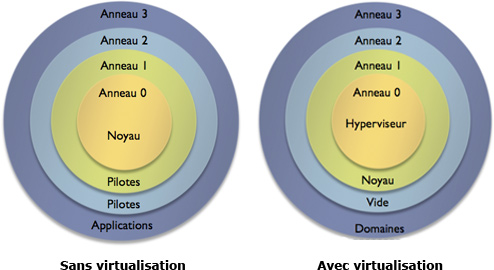 Anneau 3
Anneau 2
Anneau 1
Anneau 0
Noyau
Pilotes
Pilotes
Applications
Sans virtualisation
Anneau 3
Anneau 2
Anneau 1
Anneau 0
Hyperviseur
Noyau
Vide
Domaines
Avec virtualisation